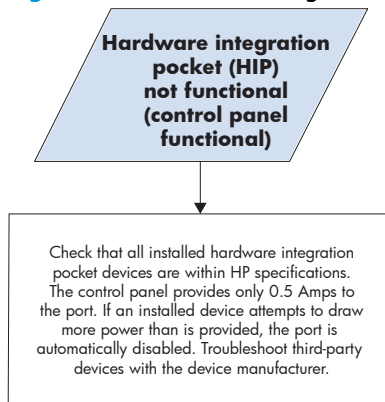 Hardware integration
pocket (HIP)
not functional
(control panel
functional)
Check that all installed hardware integration
pocket devices are within HP specifications.
The control panel provides only 0.5 Amps to
the port. If an installed device attempts to draw
more power than is provided, the port is
automatically disabled. Troubleshoot third-party
devices with the device manufacturer.